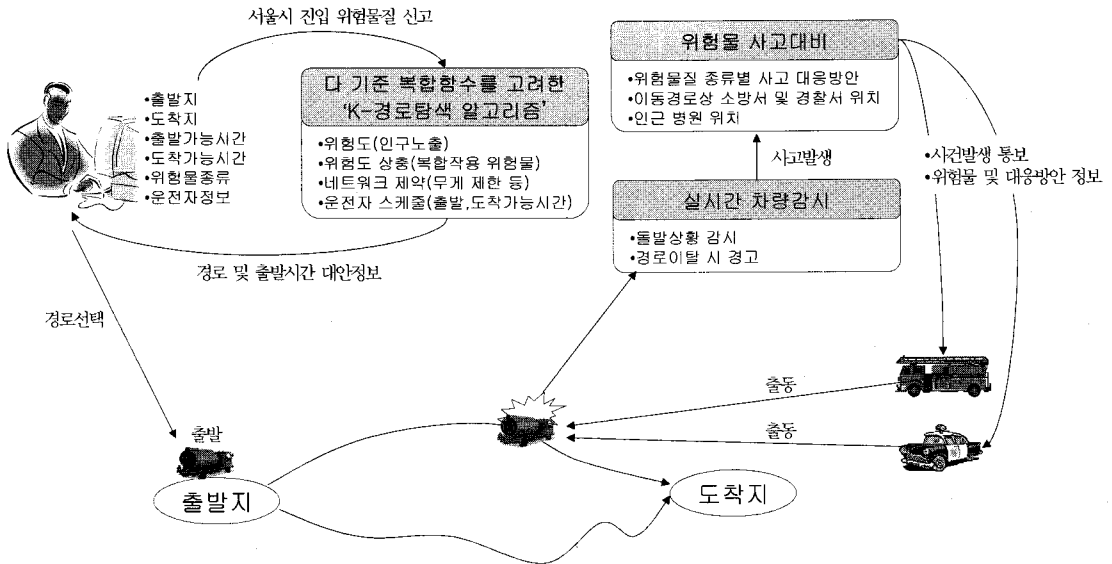 서울시 진입 위험물질 신고
•출발지
•도착지
•출발가능시간
•도착가능시간
•위험물종류
•운전자정보
다 기준 복합함수를 고려한
‘K-경로탐색 알고리즘’
•위험도(인구노출)
•위험도 상충(복합작용 위험물)
•네트워크 제약(무게 제한 등)
•운전자 스케줄(출발,도착가능시간)
경로 및 출발시간 대안정보
경로선택
위험물 사고대비
•위험물질 종류별 사고 대응방안
•이동경로상 소방서 및 경찰서 위치
•인근 병원 위치
사고발생
실시간 차량감시
•돌발상황 감시
•경로이탈 시 경고
•사건발생 통보
•위험물 및 대응방안 정보
출동
출동
출발
출발지
도착지